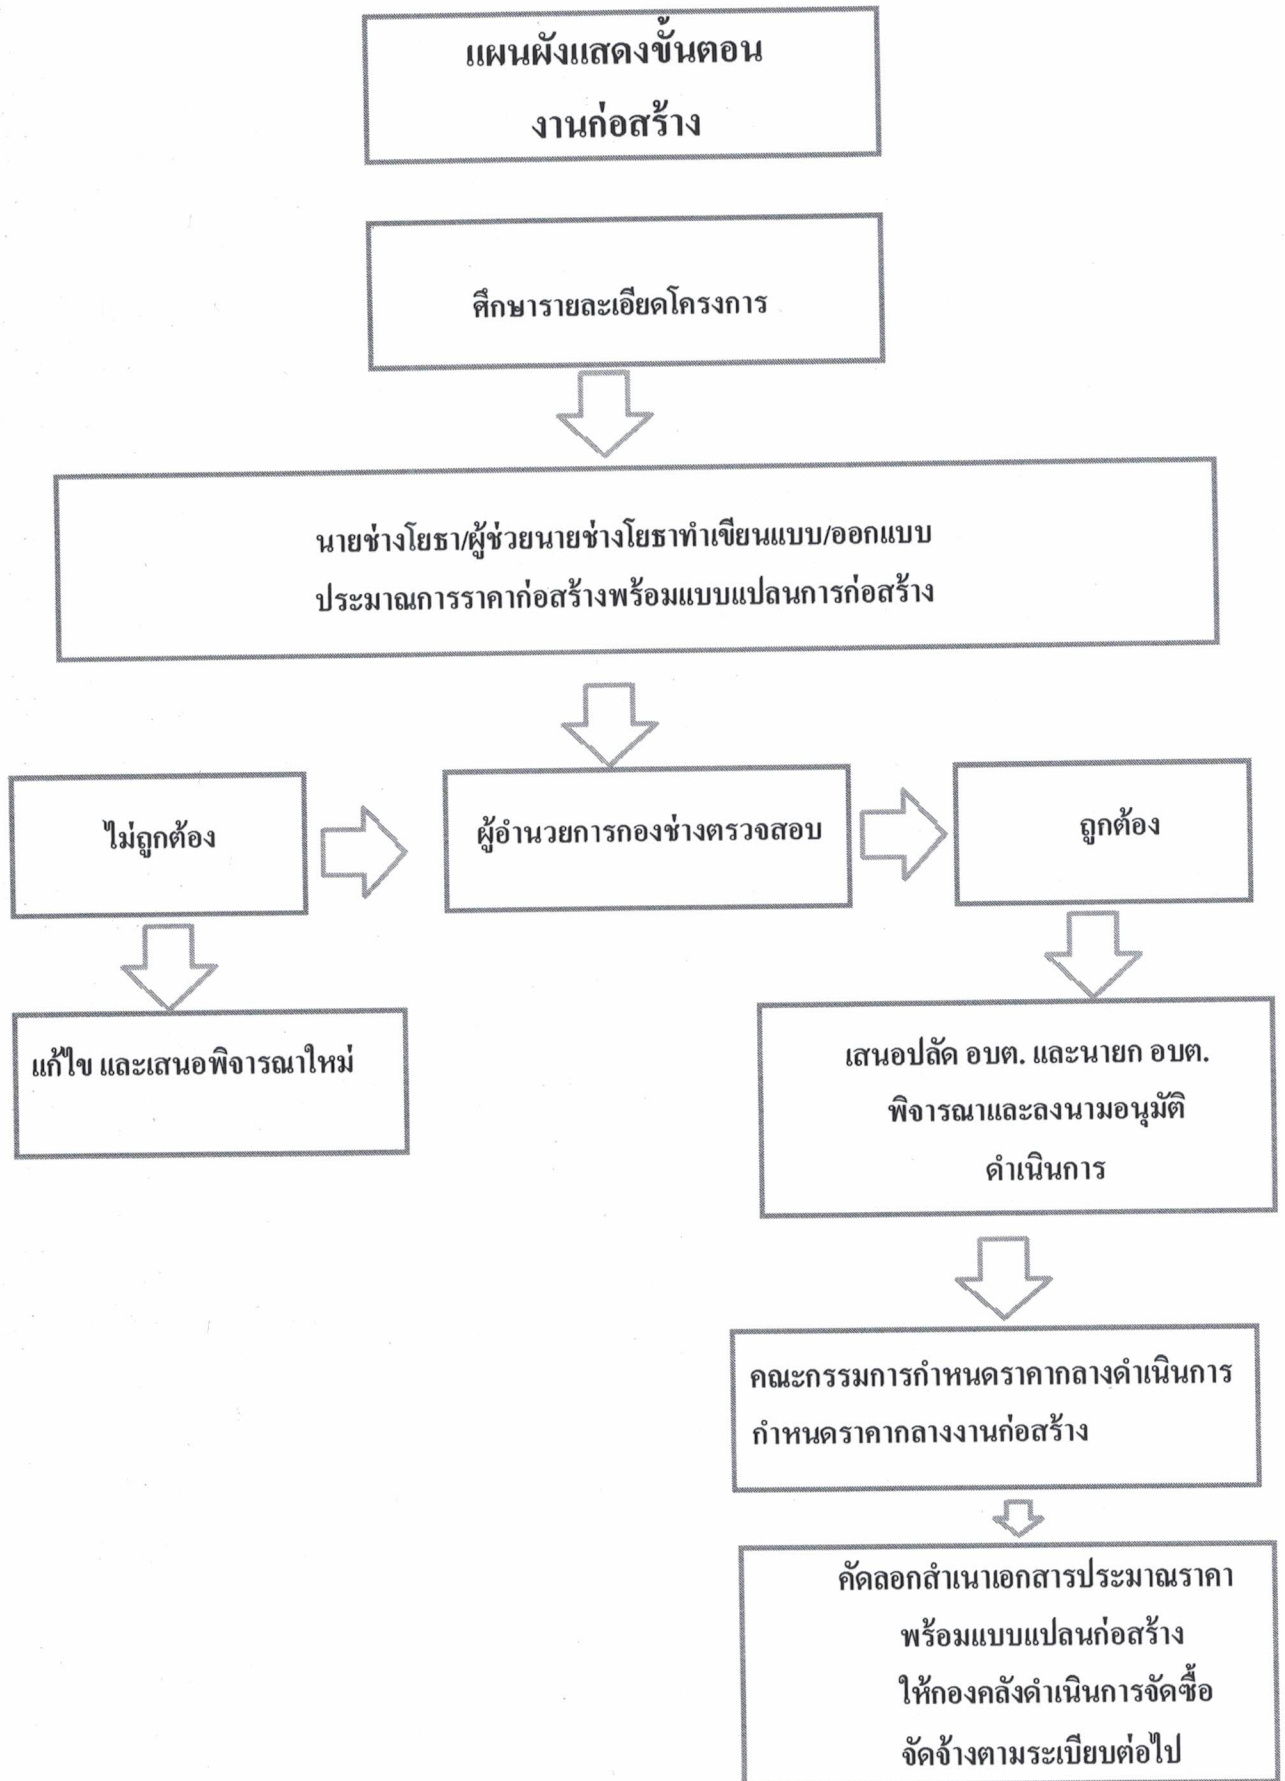 แผนผังแสดงขั้นตอน
งานก่อสร้าง
ศึกษารายละเอียดโครงการ
นายช่างโยธา/ผู้ช่วยนายช่างโยธาทำเขียนแบบ/ออกแบบ
ประมาณการราคาก่อสร้างพร้อมแบบแปลนการก่อสร้าง
ไม่ถูกต้อง
ผู้อำนวยการกองช่างตรวจสอบ
ถูกต้อง
แก้ไข และเสนอพิจารณาใหม่
เสนอปลัด อบต. และนายก อบต.
พิจารณาและลงนามอนุมัติ
ดำเนินการ
คณะกรรมการกำหนดราคากลางดำเนินการ
กำหนดราคากลางงานก่อสร้าง
คัดลอกสำเนาเอกสารประมาณราคา
พร้อมแบบแปลนก่อสร้าง
ให้กองคลังดำเนินการจัดซื้อ
จัดจ้างตามระเบียบต่อไป